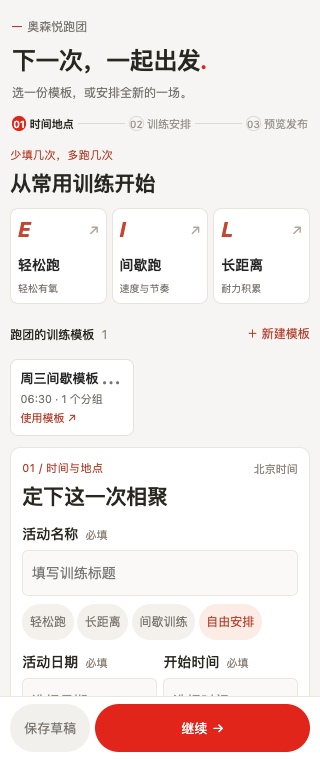 — 奥森悦跑团
下一次，一起出发.
选一份模板，或安排全新的一场。
01 时间地点 02 训练安排 03 预览发布
少填几次，多跑几次
从常用训练开始
E ↗ I ↗ L ↗
轻松跑 间歇跑 长距离
轻松有氧 速度与节奏 耐力积累
跑团的训练模板 1 + 新建模板
周三间歇模板 ...
06:30 · 1 个分组
使用模板 ↗
01 / 时间与地点 北京时间
定下这一次相聚
活动名称 必填
填写训练标题
轻松跑 长距离 间歇训练 自由安排
活动日期 必填 开始时间 必填
保存草稿 继续 →